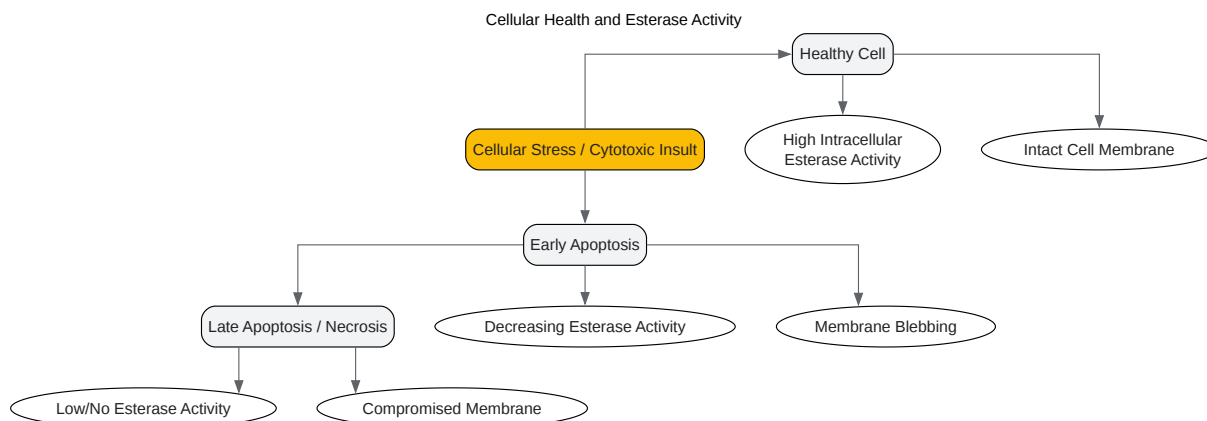 Cellular Health and Esterase Activity
Healthy Cell
Cellular Stress / Cytotoxic Insult
High Intracellular
Esterase Activity
Intact Cell Membrane
Early Apoptosis
Late Apoptosis / Necrosis
Decreasing Esterase Activity
Membrane Blebbing
Low/No Esterase Activity
Compromised Membrane